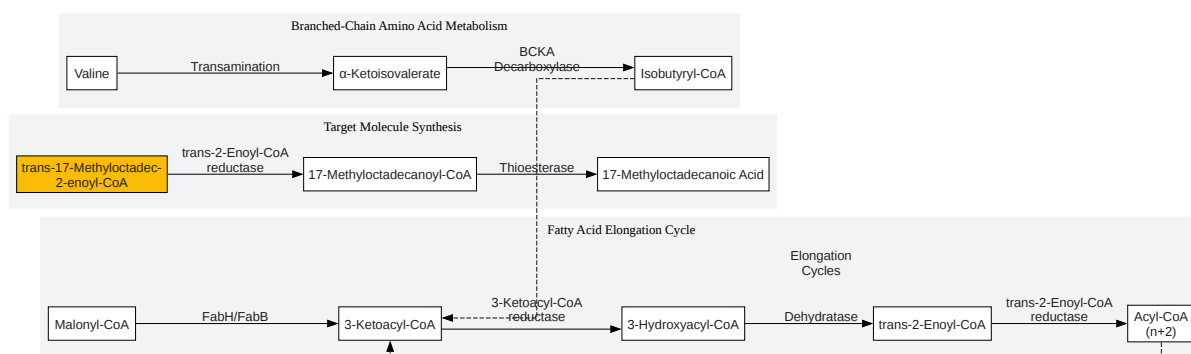 Branched-Chain Amino Acid Metabolism
Valine
Transamination
α-Ketoisovalerate
BCKA
Decarboxylase
Isobutyryl-CoA
Target Molecule Synthesis
trans-17-Methyloctadec-
2-enoyl-CoA
trans-2-Enoyl-CoA
reductase
17-Methyloctadecanoyl-CoA
Thioesterase
17-Methyloctadecanoic Acid
Fatty Acid Elongation Cycle
Elongation
Cycles
Malonyl-CoA
FabH/FabB
3-Ketoacyl-CoA
3-Ketoacyl-CoA
reductase
3-Hydroxyacyl-CoA
Dehydratase
trans-2-Enoyl-CoA
trans-2-Enoyl-CoA
reductase
Acyl-CoA
(n+2)